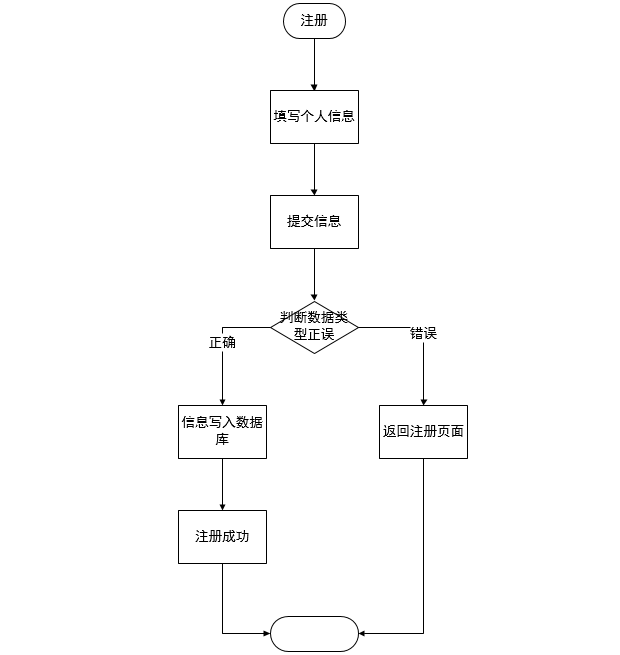 注册
填写个人信息
提交信息
判断数据类
型正误
正确
错误
信息写入数据
库
返回注册页面
注册成功